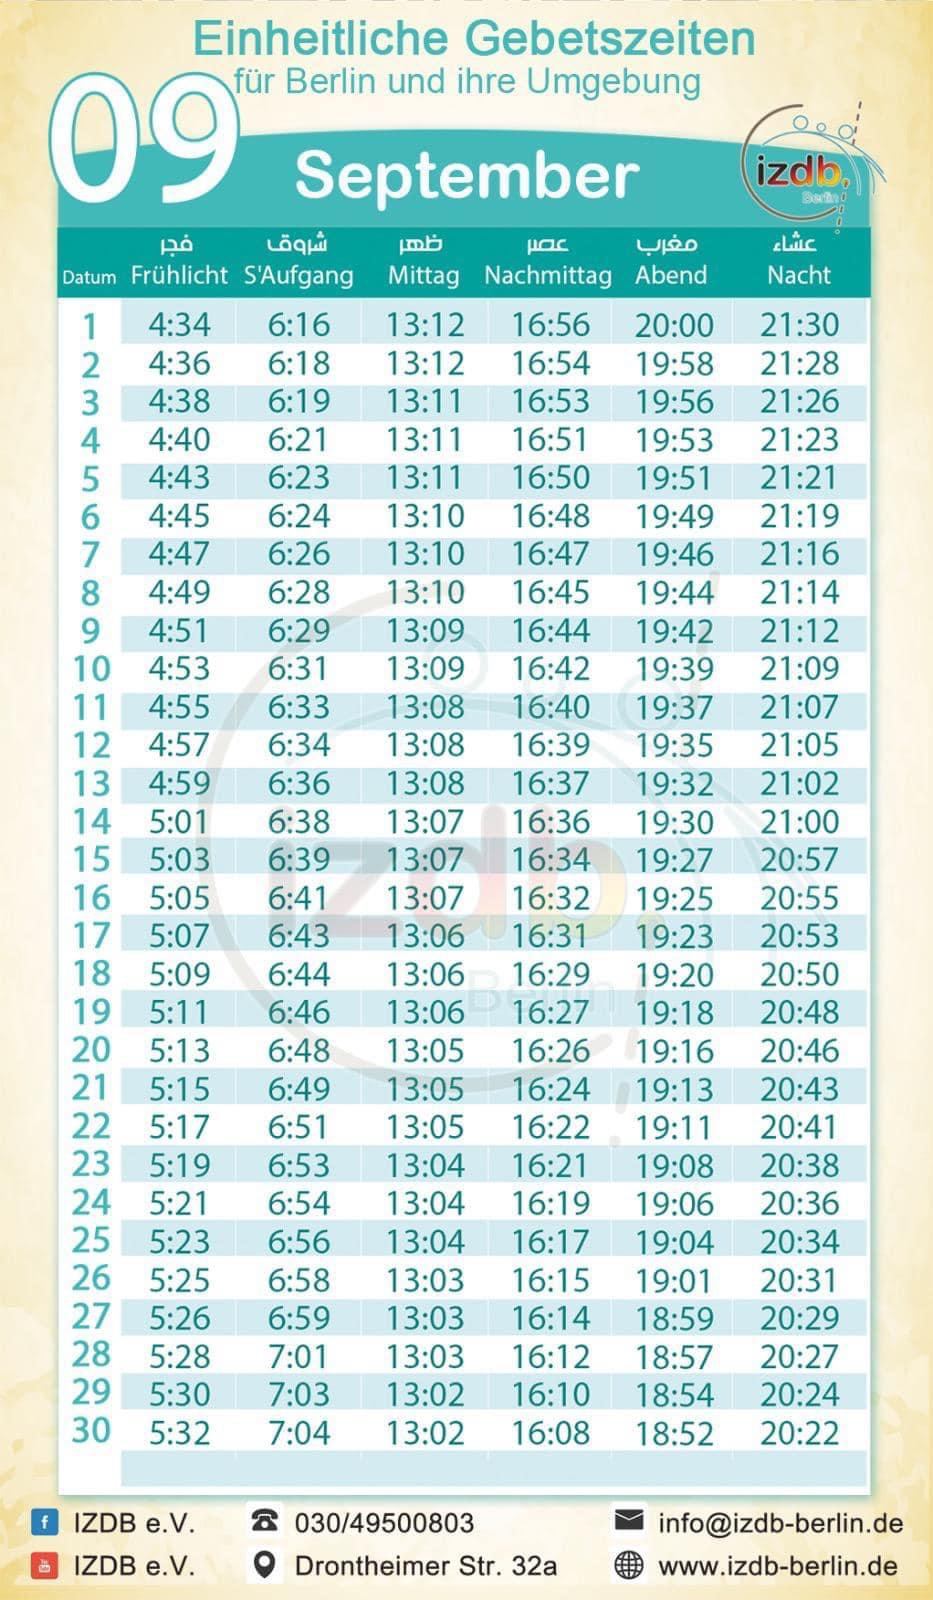 Einheitliche Gebetszeiten
für Berlin und ihre Umgebung
09
September
izdb.
Berlin
فجر شروق ظهر عصر مغرب عشاء
Datum Frühlicht S'Aufgang Mittag Nachmittag Abend Nacht
1 4:34 6:16 13:12 16:56 20:00 21:30
2 4:36 6:18 13:12 16:54 19:58 21:28
3 4:38 6:19 13:11 16:53 19:56 21:26
4 4:40 6:21 13:11 16:51 19:53 21:23
5 4:43 6:23 13:11 16:50 19:51 21:21
6 4:45 6:24 13:10 16:48 19:49 21:19
7 4:47 6:26 13:10 16:47 19:46 21:16
8 4:49 6:28 13:10 16:45 19:44 21:14
9 4:51 6:29 13:09 16:44 19:42 21:12
10 4:53 6:31 13:09 16:42 19:39 21:09
11 4:55 6:33 13:08 16:40 19:37 21:07
12 4:57 6:34 13:08 16:39 19:35 21:05
13 4:59 6:36 13:08 16:37 19:32 21:02
14 5:01 6:38 13:07 16:36 19:30 21:00
15 5:03 6:39 13:07 16:34 19:27 20:57
16 5:05 6:41 13:07 16:32 19:25 20:55
17 5:07 6:43 13:06 16:31 19:23 20:53
18 5:09 6:44 13:06 16:29 19:20 20:50
19 5:11 6:46 13:06 16:27 19:18 20:48
20 5:13 6:48 13:05 16:26 19:16 20:46
21 5:15 6:49 13:05 16:24 19:13 20:43
22 5:17 6:51 13:05 16:22 19:11 20:41
23 5:19 6:53 13:04 16:21 19:08 20:38
24 5:21 6:54 13:04 16:19 19:06 20:36
25 5:23 6:56 13:04 16:17 19:04 20:34
26 5:25 6:58 13:03 16:15 19:01 20:31
27 5:26 6:59 13:03 16:14 18:59 20:29
28 5:28 7:01 13:03 16:12 18:57 20:27
29 5:30 7:03 13:02 16:10 18:54 20:24
30 5:32 7:04 13:02 16:08 18:52 20:22
izdb.
Berlin
IZDB e.V. 030/49500803 info@izdb-berlin.de
IZDB e.V. Drontheimer Str. 32a www.izdb-berlin.de